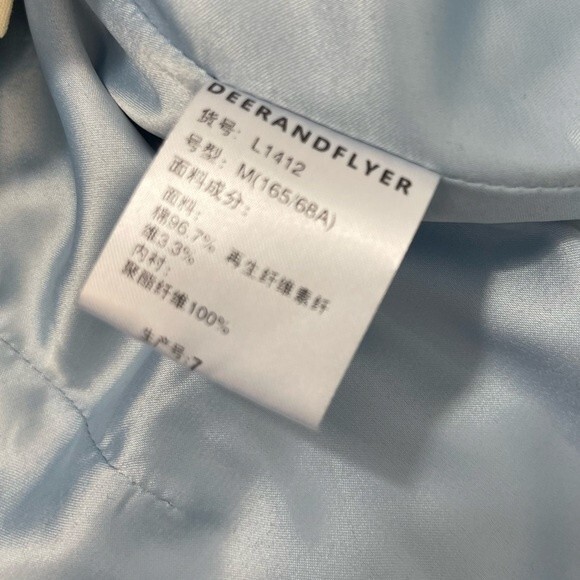 DEERANDFLYER
货号: L1412
号型: M(165/68A)
面料成分:
面料:
棉96.7% 再生纤维素纤
维3.3%
内衬:
聚酯纤维100%
生产号:7